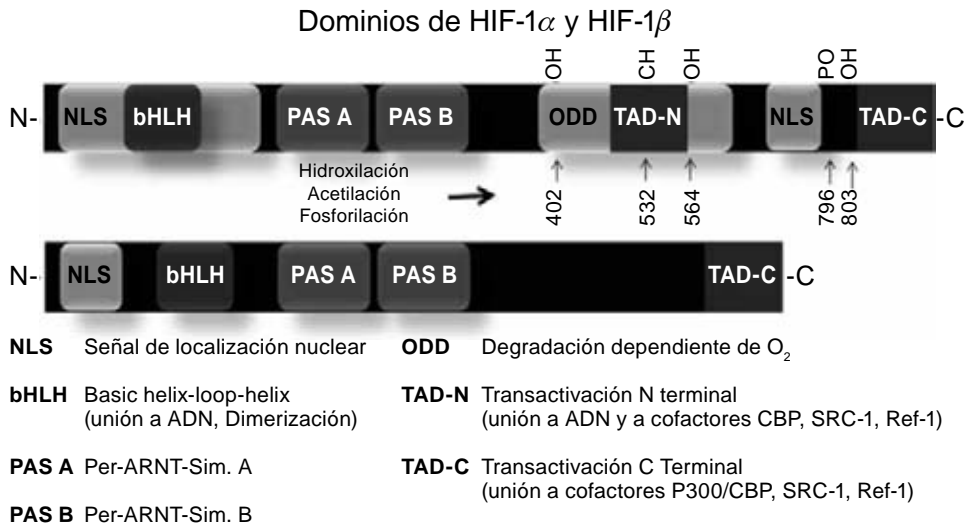 Dominios de HIF-1α y HIF-1β
OH CH OH PO OH
N- NLS bHLH PAS A PAS B ODD TAD-N NLS TAD-C -C
Hidroxilación
Acetilación
Fosforilación
402 532 564 796 803
N- NLS bHLH PAS A PAS B TAD-C -C
NLS Señal de localización nuclear
bHLH Basic helix-loop-helix
(unión a ADN, Dimerización)
PAS A Per-ARNT-Sim. A
PAS B Per-ARNT-Sim. B
ODD Degradación dependiente de O₂
TAD-N Transactivación N terminal
(unión a ADN y a cofactores CBP, SRC-1, Ref-1)
TAD-C Transactivación C Terminal
(unión a cofactores P300/CBP, SRC-1, Ref-1)